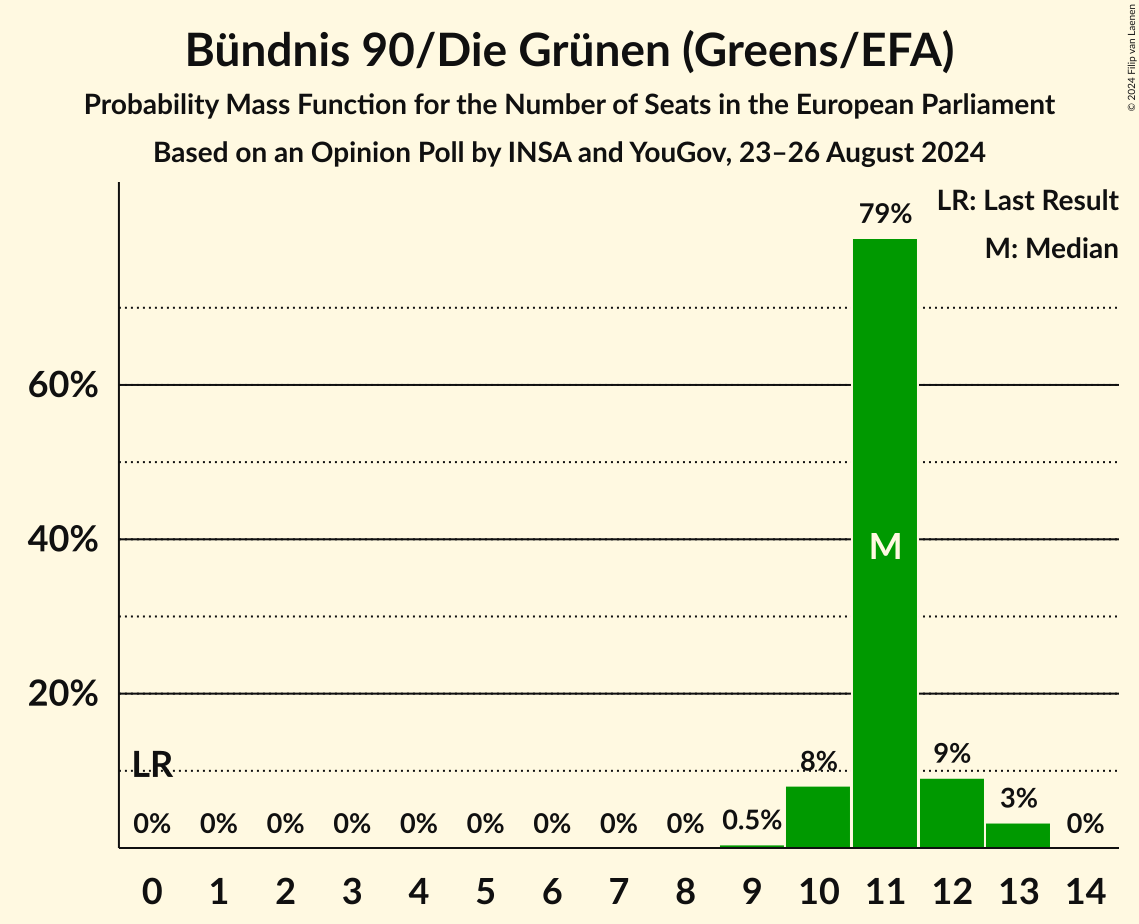 Bündnis 90/Die Grünen (Greens/EFA)
Probability Mass Function for the Number of Seats in the European Parliament
Based on an Opinion Poll by INSA and YouGov, 23–26 August 2024
© 2024 Filip van Laenen
LR: Last Result
M: Median
79%
60%
40%
M
20%
LR
0% 0% 0% 0% 0% 0% 0% 0% 0% 0.5% 8% 9% 3% 0%
0 1 2 3 4 5 6 7 8 9 10 11 12 13 14